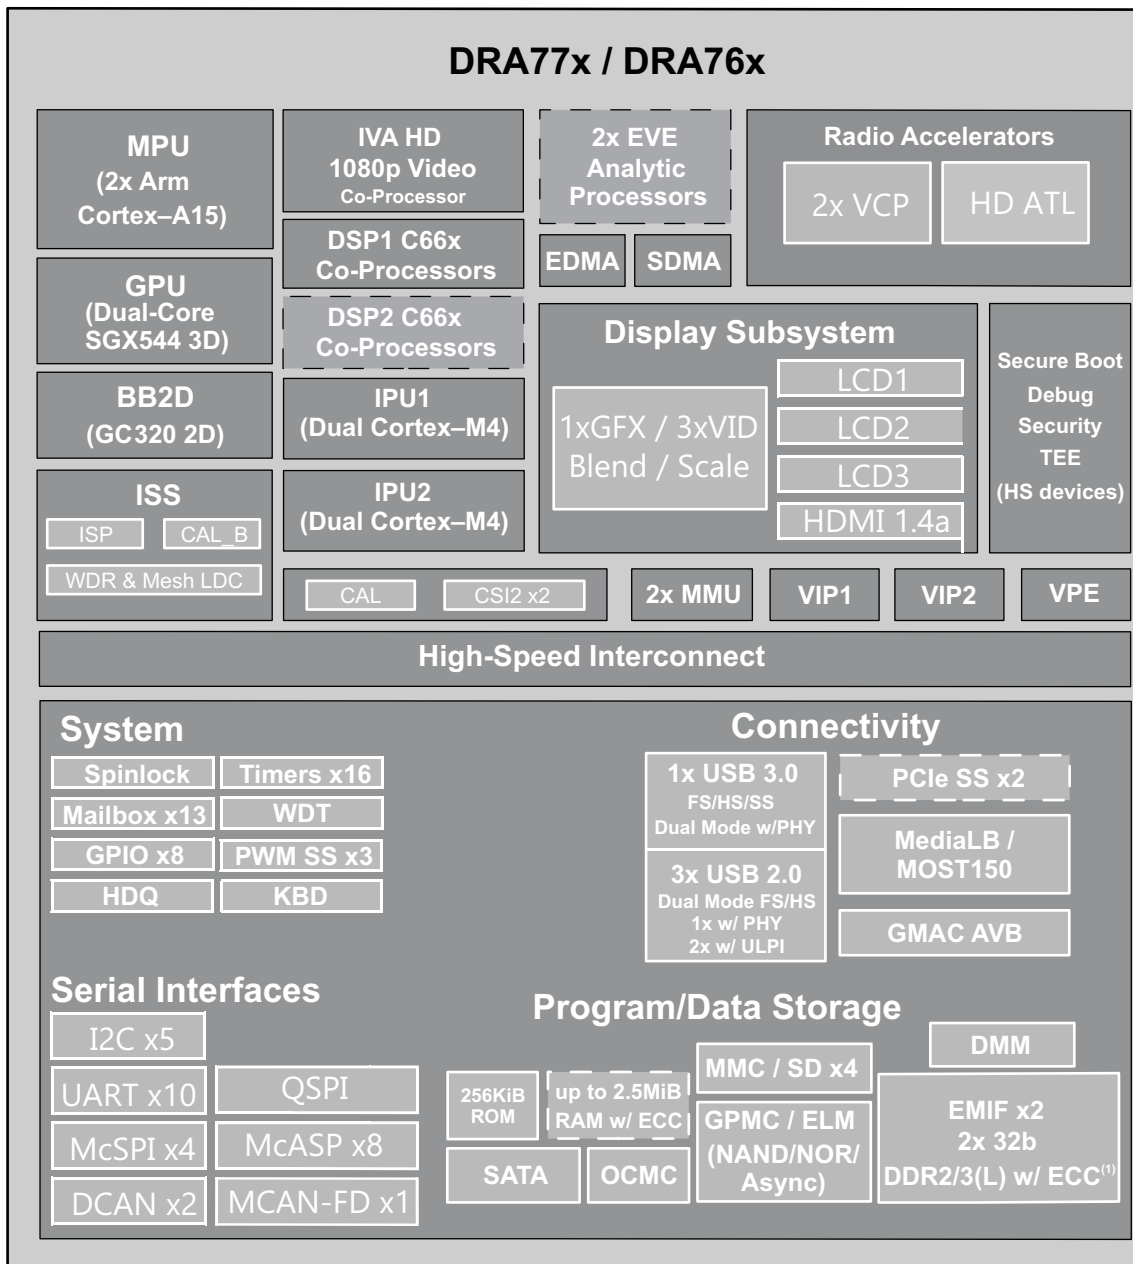 DRA77x / DRA76x
MPU
(2x Arm
Cortex–A15)
IVA HD
1080p Video
Co-Processor
2x EVE
Analytic
Processors
Radio Accelerators
2x VCP
HD ATL
DSP1 C66x
Co-Processors
EDMA
SDMA
GPU
(Dual-Core
SGX544 3D)
DSP2 C66x
Co-Processors
Display Subsystem
1xGFX / 3xVID
Blend / Scale
LCD1
LCD2
LCD3
HDMI 1.4a
Secure Boot
Debug
Security
TEE
(HS devices)
BB2D
(GC320 2D)
IPU1
(Dual Cortex–M4)
ISS
ISP
CAL_B
WDR & Mesh LDC
IPU2
(Dual Cortex–M4)
CAL
CSI2 x2
2x MMU
VIP1
VIP2
VPE
High-Speed Interconnect
System
Spinlock
Timers x16
Mailbox x13
WDT
GPIO x8
PWM SS x3
HDQ
KBD
Connectivity
1x USB 3.0
FS/HS/SS
Dual Mode w/PHY
3x USB 2.0
Dual Mode FS/HS
1x w/ PHY
2x w/ ULPI
PCIe SS x2
MediaLB /
MOST150
GMAC AVB
Serial Interfaces
I2C x5
UART x10
QSPI
McSPI x4
McASP x8
DCAN x2
MCAN-FD x1
Program/Data Storage
256KiB
ROM
up to 2.5MiB
RAM w/ ECC
SATA
OCMC
MMC / SD x4
GPMC / ELM
(NAND/NOR/
Async)
DMM
EMIF x2
2x 32b
DDR2/3(L) w/ ECC(1)